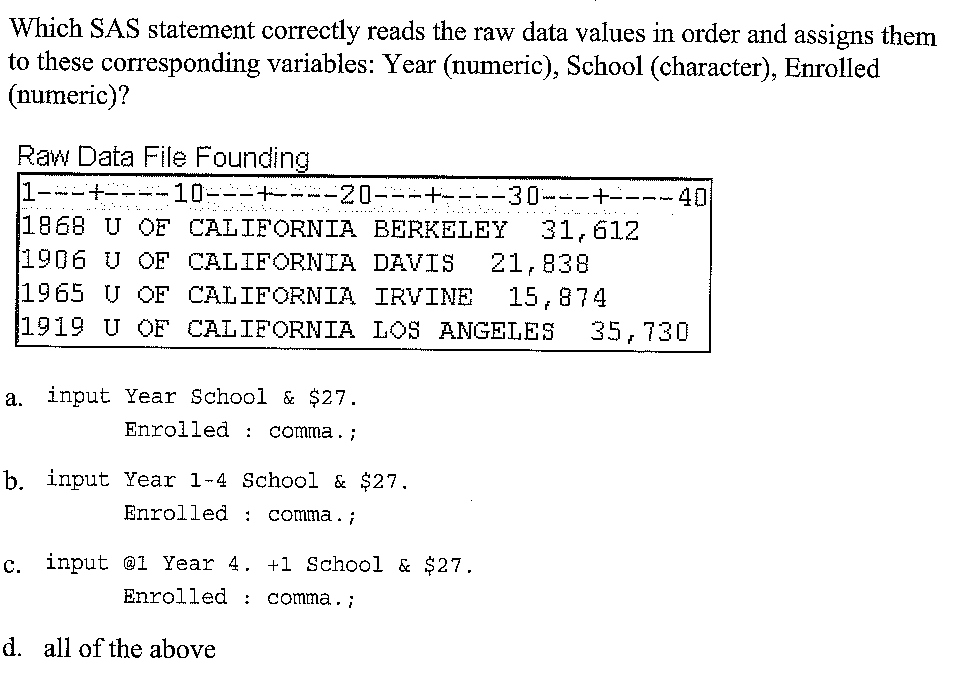 Which SAS statement correctly reads the raw data values in order and assigns them
to these corresponding variables: Year (numeric), School (character), Enrolled
(numeric)?
Raw Data File Founding
1---+----10---+----20---+----30---+----40
1868 U OF CALIFORNIA BERKELEY  31,612
1906 U OF CALIFORNIA DAVIS  21,838
1965 U OF CALIFORNIA IRVINE  15,874
1919 U OF CALIFORNIA LOS ANGELES  35,730
a. input Year School & $27.
Enrolled : comma.;
b. input Year 1-4 School & $27.
Enrolled : comma.;
c. input @1 Year 4. +1 School & $27.
Enrolled : comma.;
d. all of the above